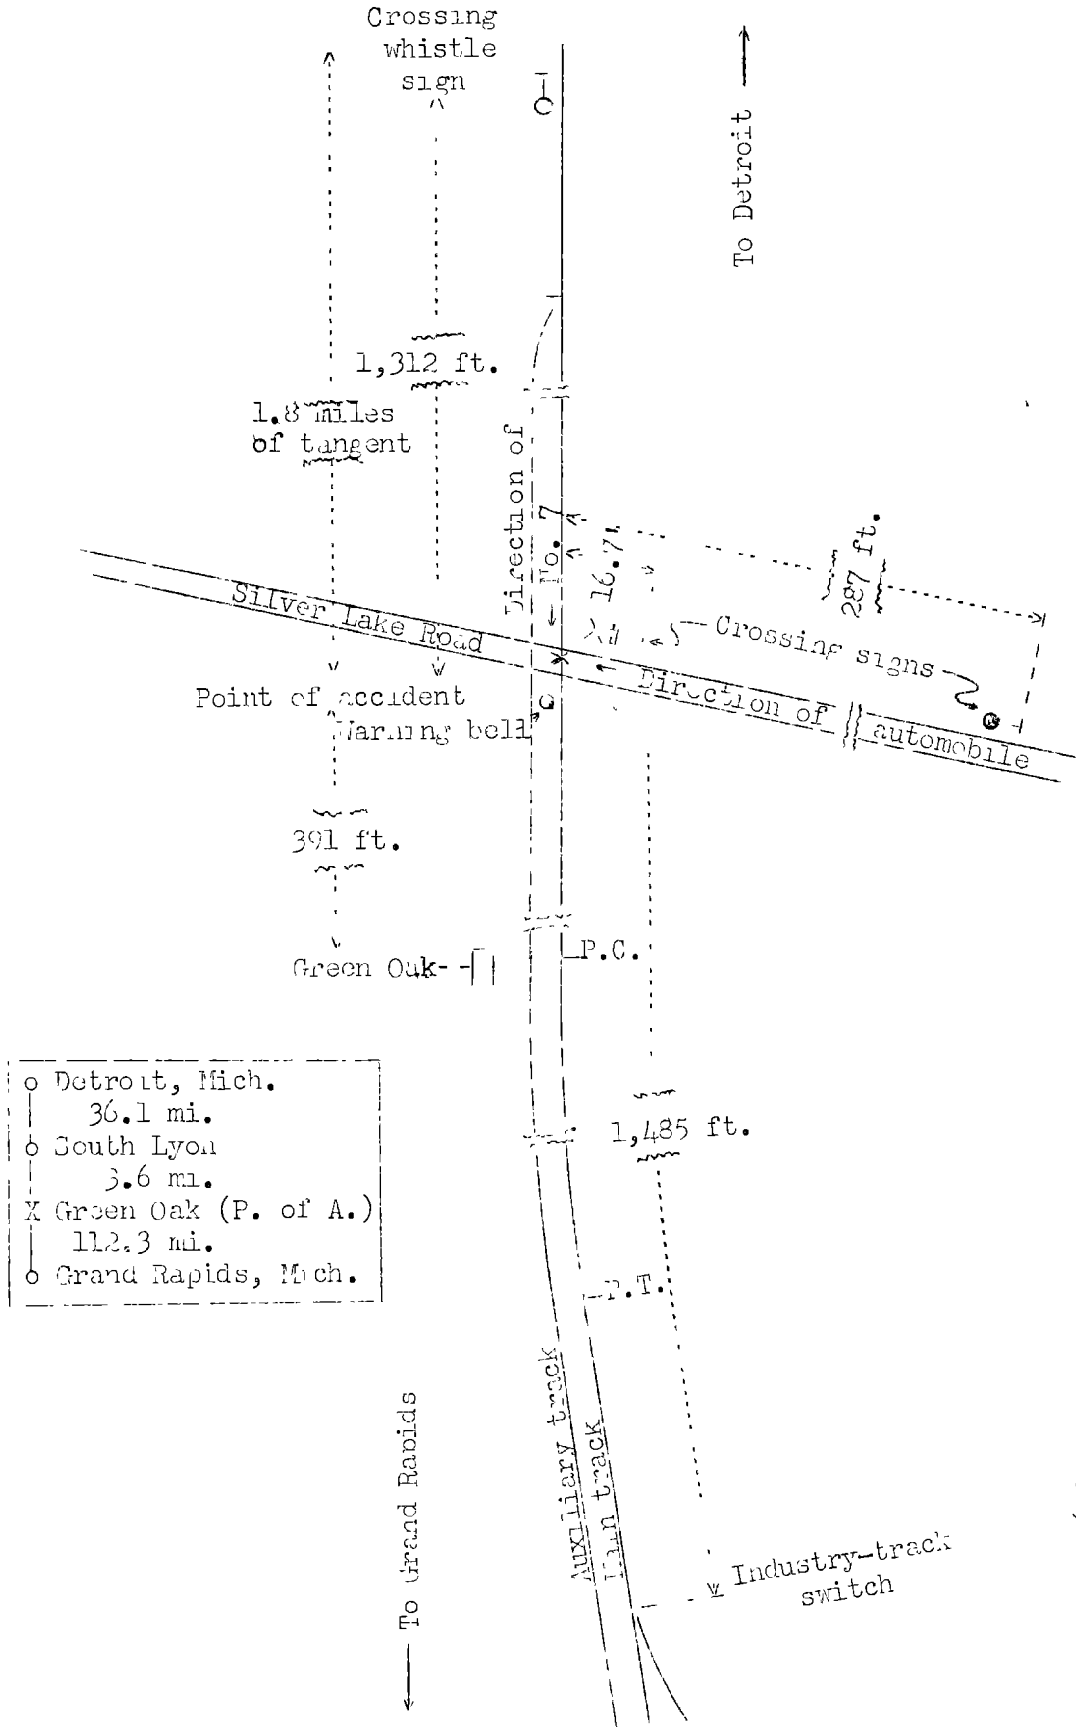 Crossing
whistle
sign
To Detroit
1,312 ft.
1.8 miles
of tangent
Direction of
No. 7
287 ft.
Silver Lake Road
Crossing signs
Point of accident
Warning bell
Direction of
automobile
391 ft.
Green Oak
P.C.
Detroit, Mich.
36.1 mi.
South Lyon
3.6 mi.
X Green Oak (P. of A.)
112.3 mi.
Grand Rapids, Mich.
1,485 ft.
P.T.
Auxiliary track
Main track
To Grand Rapids
Industry-track
switch